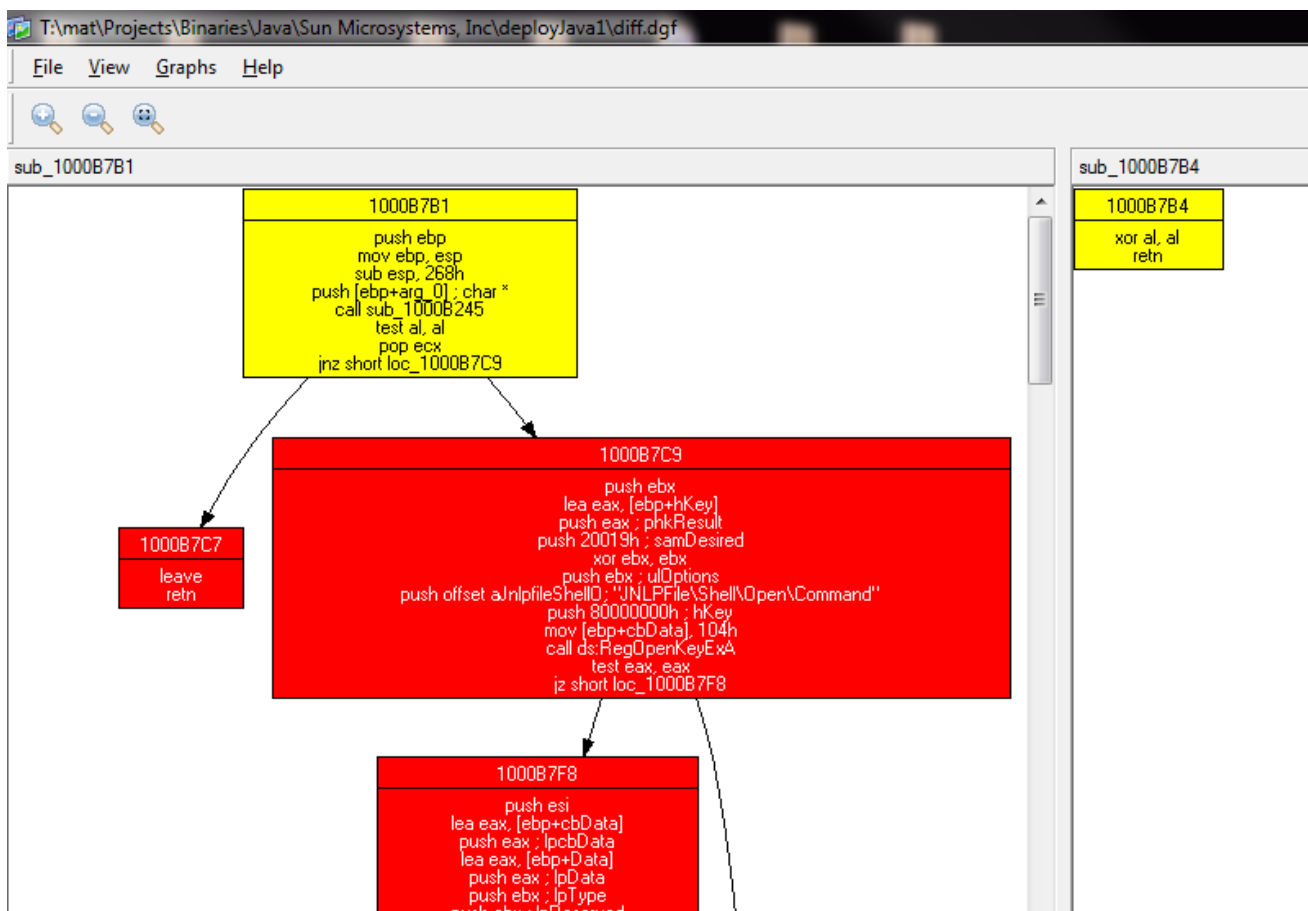 T:\mat\Projects\Binaries\Java\Sun Microsystems, Inc\deployJava1\diff.dgf
File View Graphs Help
sub_1000B7B1
1000B7B1
push ebp
mov ebp, esp
sub esp, 268h
push [ebp+arg_0] ; char *
call sub_1000B245
test al, al
pop ecx
jnz short loc_1000B7C9
1000B7C7
leave
retn
1000B7C9
push ebx
lea eax, [ebp+hKey]
push eax ; phkResult
push 20019h ; samDesired
xor ebx, ebx
push ebx ; ulOptions
push offset aJnlpfileShellO; "JNLPFile\Shell\Open\Command"
push 80000000h ; hKey
mov [ebp+cbData], 104h
call ds:RegOpenKeyExA
test eax, eax
jz short loc_1000B7F8
1000B7F8
push esi
lea eax, [ebp+cbData]
push eax ; lpcbData
lea eax, [ebp+Data]
push eax ; lpData
push ebx ; lpType
sub_1000B7B4
1000B7B4
xor al, al
retn